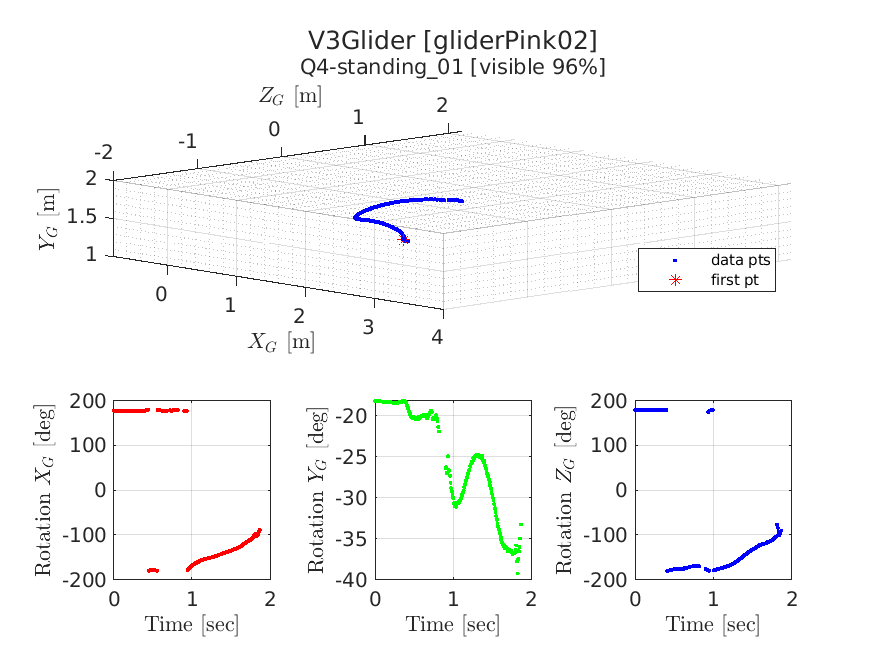 V3Glider [gliderPink02]
Q4-standing_01 [visible 96%]
Z_G [m]
-2 -1 0 1 2
Y_G [m]
2
1.5
1
0 1 2 3 4
X_G [m]
data pts
first pt
Rotation X_G [deg]
200
100
0
-100
-200
0 1 2
Time [sec]
Rotation Y_G [deg]
-20
-25
-30
-35
-40
0 1 2
Time [sec]
Rotation Z_G [deg]
200
100
0
-100
-200
0 1 2
Time [sec]